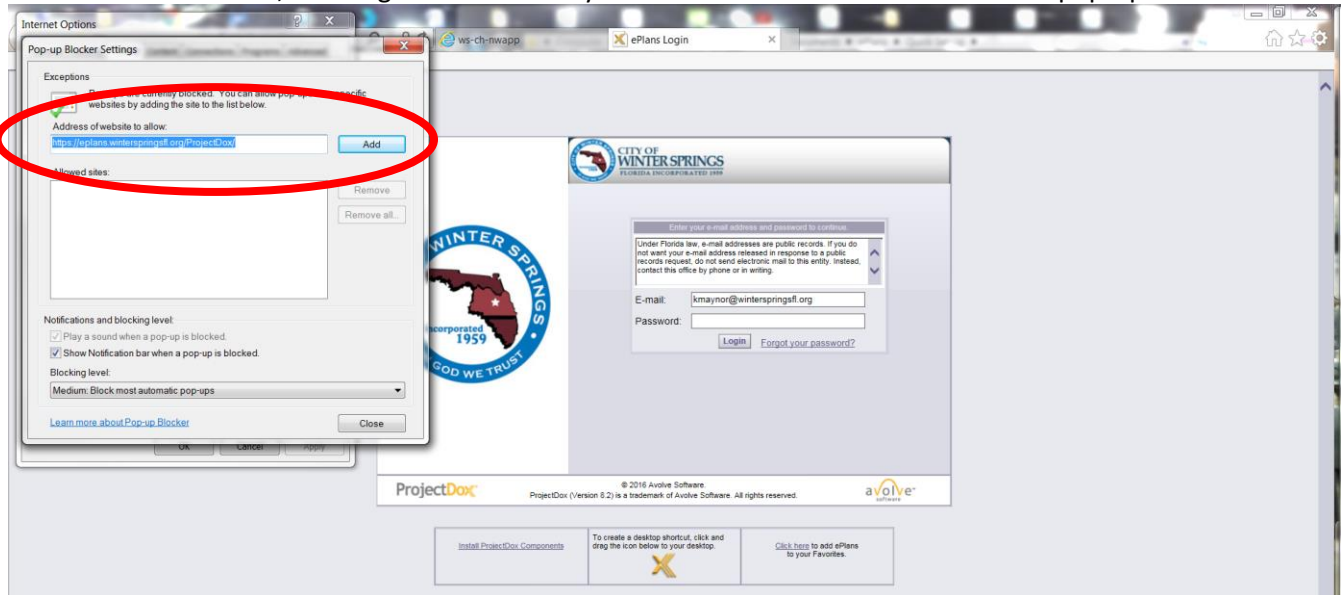 Internet Options
Pop-up Blocker Settings
ws-ch-nwapp
ePlans Login
Exceptions
currently blocked. You can allow
websites by adding the site to the list below.
Address of website to allow:
https://eplans.winterspringsfl.org/ProjectDox/
Add
Allowed sites:
Remove
Remove all...
Notifications and blocking level:
Play a sound when a pop-up is blocked.
Show Notification bar when a pop-up is blocked.
Blocking level:
Medium: Block most automatic pop-ups
Learn more about Pop-up Blocker
Close
OK Cancel Apply
CITY OF
WINTER SPRINGS
FLORIDA INCORPORATED 1959
WINTER SPRINGS
Incorporated
1959
GOD WE TRUST
Enter your e-mail address and password to continue
Under Florida law, e-mail addresses are public records. If you do
not want your e-mail address released in response to a public
records request, do not send electronic mail to this entity. Instead,
contact this office by phone or in writing.
E-mail: kmaynor@winterspringsfl.org
Password:
Login Forgot your password?
ProjectDox
© 2016 Avolve Software.
ProjectDox (Version 8.2) is a trademark of Avolve Software. All rights reserved.
avolve
software
Install ProjectDox Components
To create a desktop shortcut, click and
drag the icon below to your desktop.
Click here to add ePlans
to your Favorites.